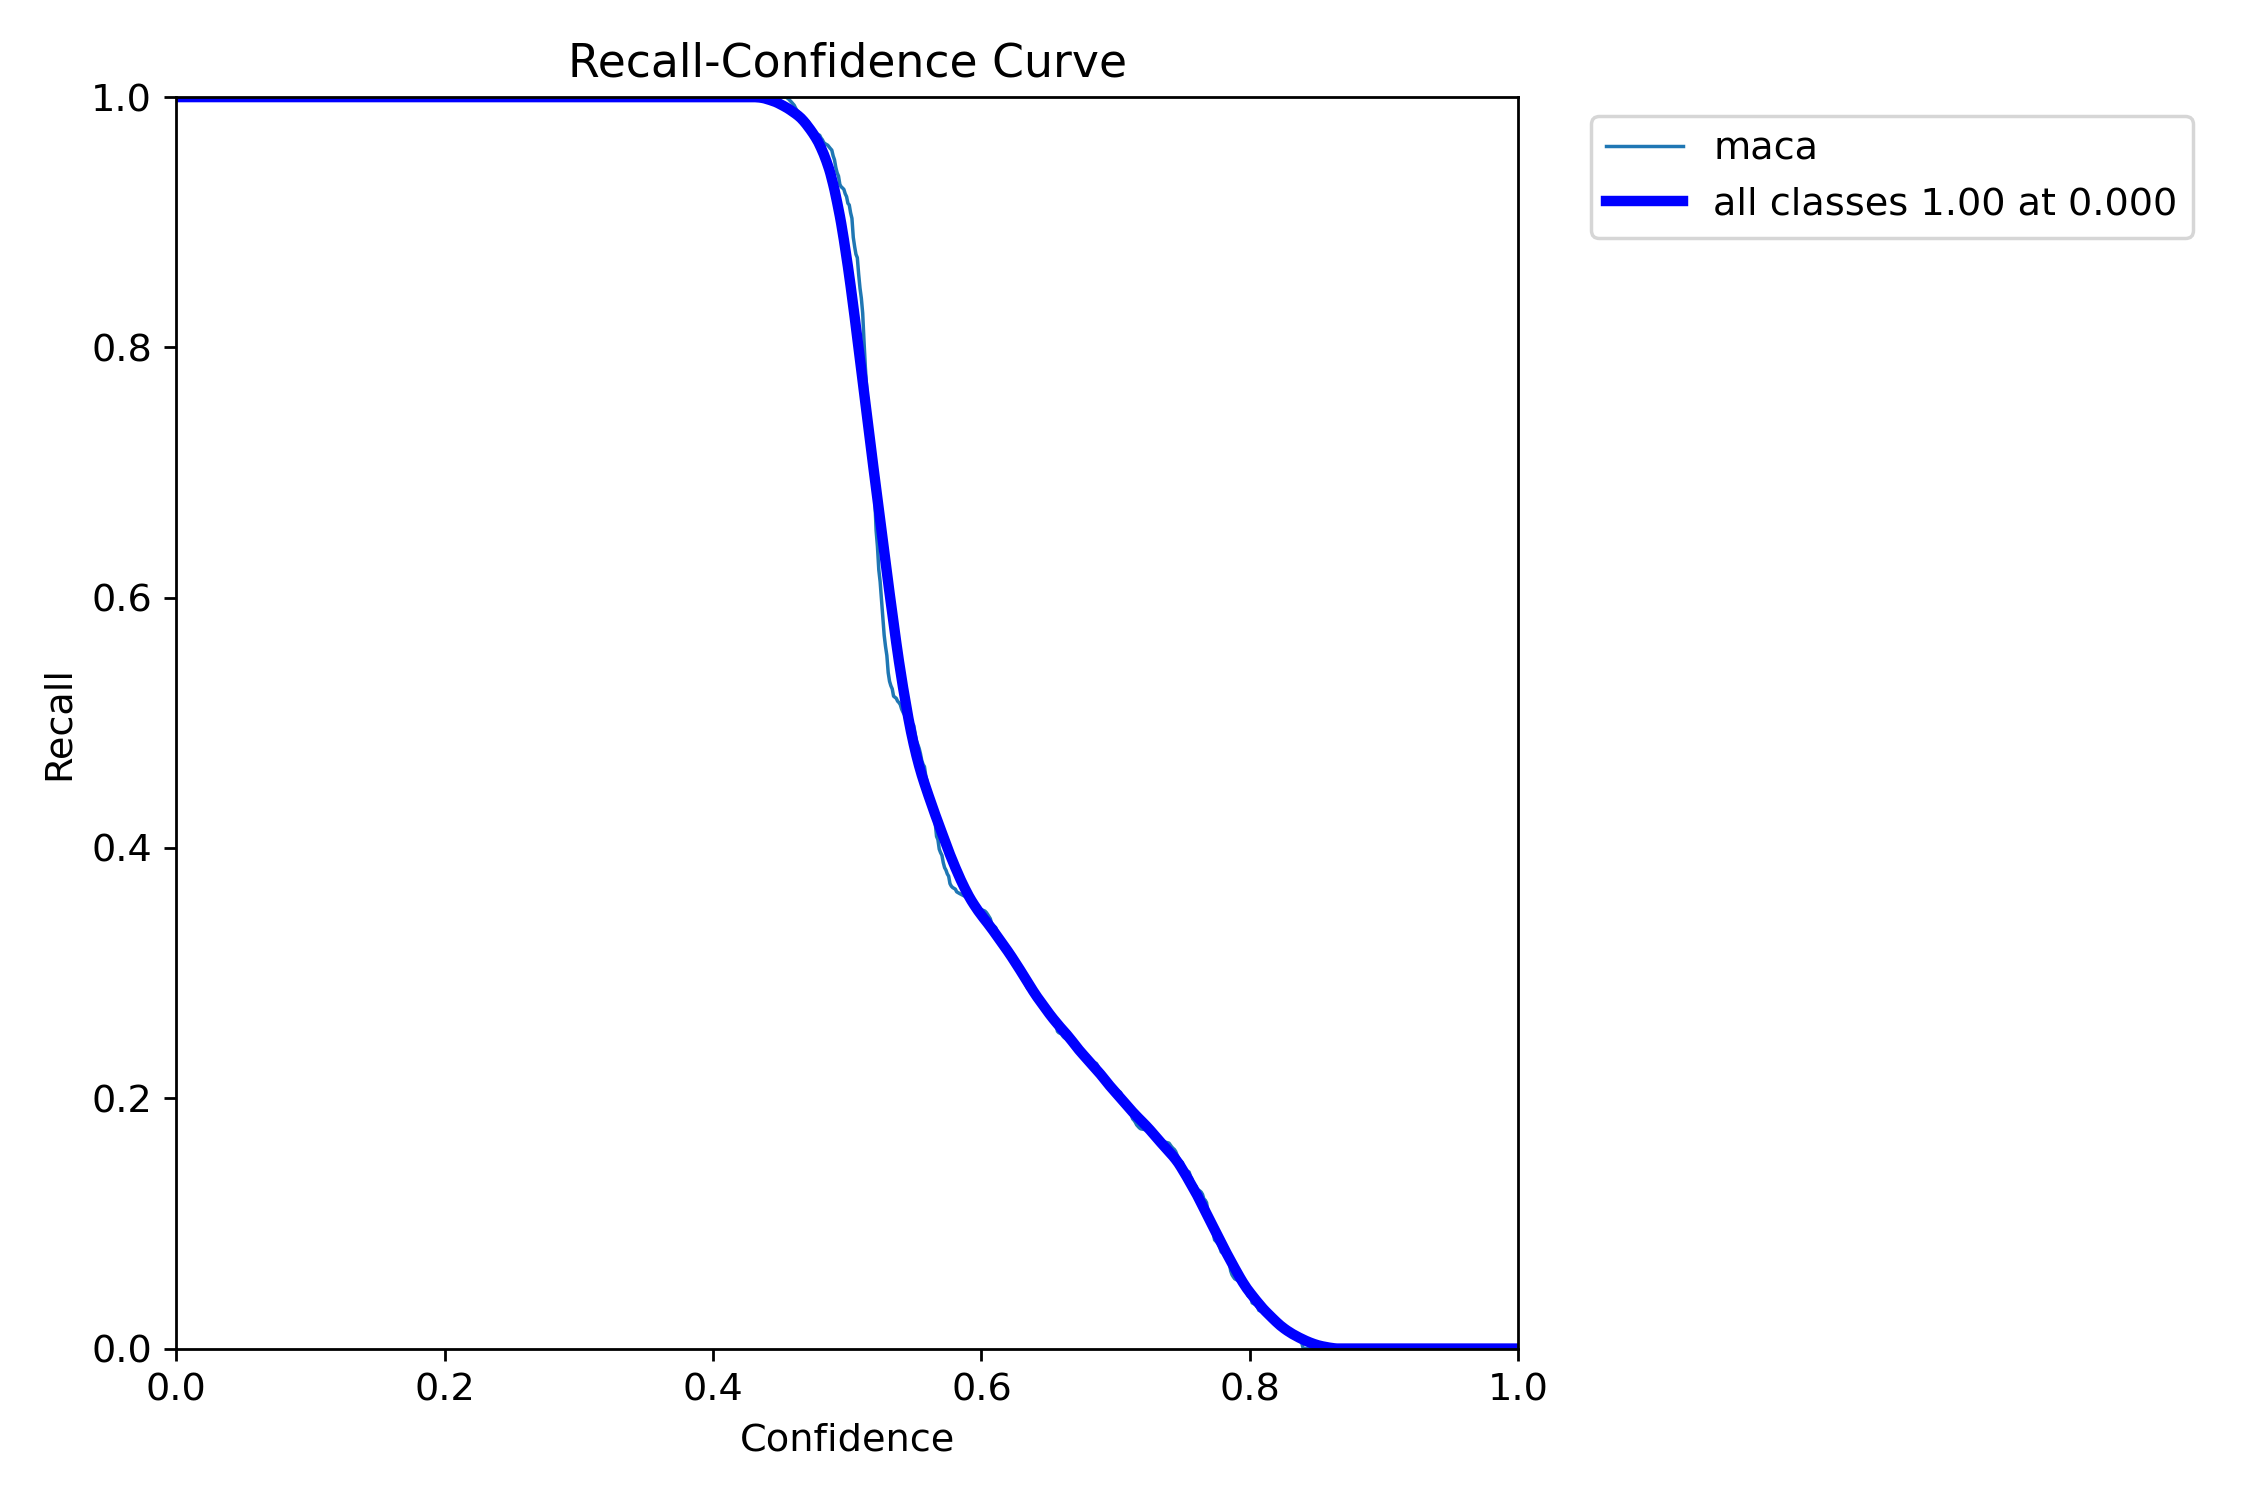 Recall-Confidence Curve
maca
all classes 1.00 at 0.000
1.0
0.8
0.6
0.4
0.2
0.0
Recall
0.0 0.2 0.4 0.6 0.8 1.0
Confidence